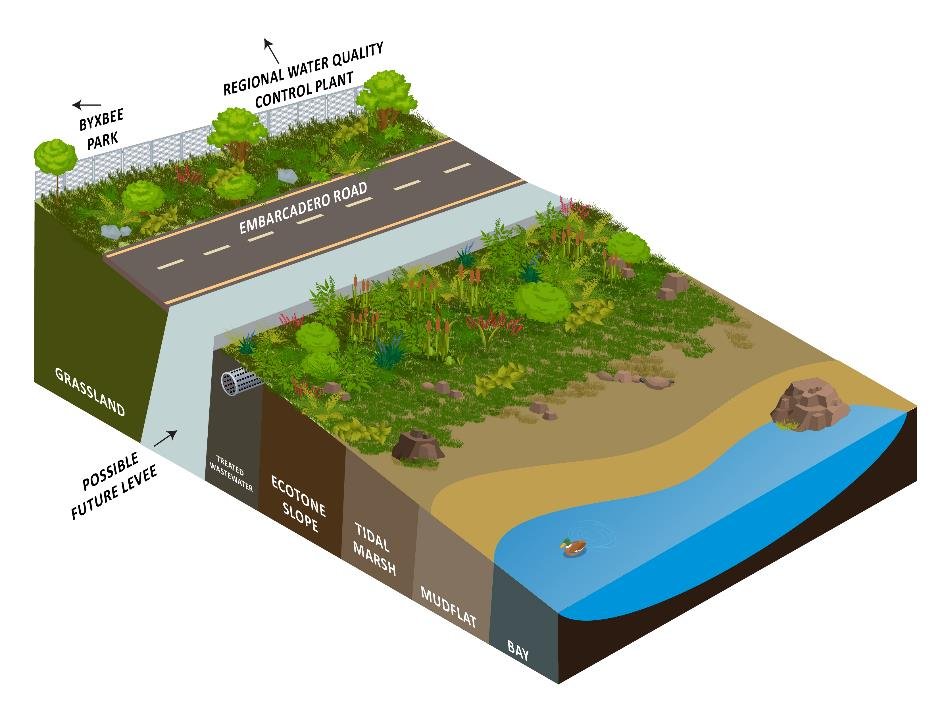 REGIONAL WATER QUALITY
CONTROL PLANT
BYXBEE
PARK
EMBARCADERO ROAD
GRASSLAND
POSSIBLE
FUTURE LEVEE
TREATED
WASTEWATER
ECOTONE
SLOPE
TIDAL
MARSH
MUDFLAT
BAY